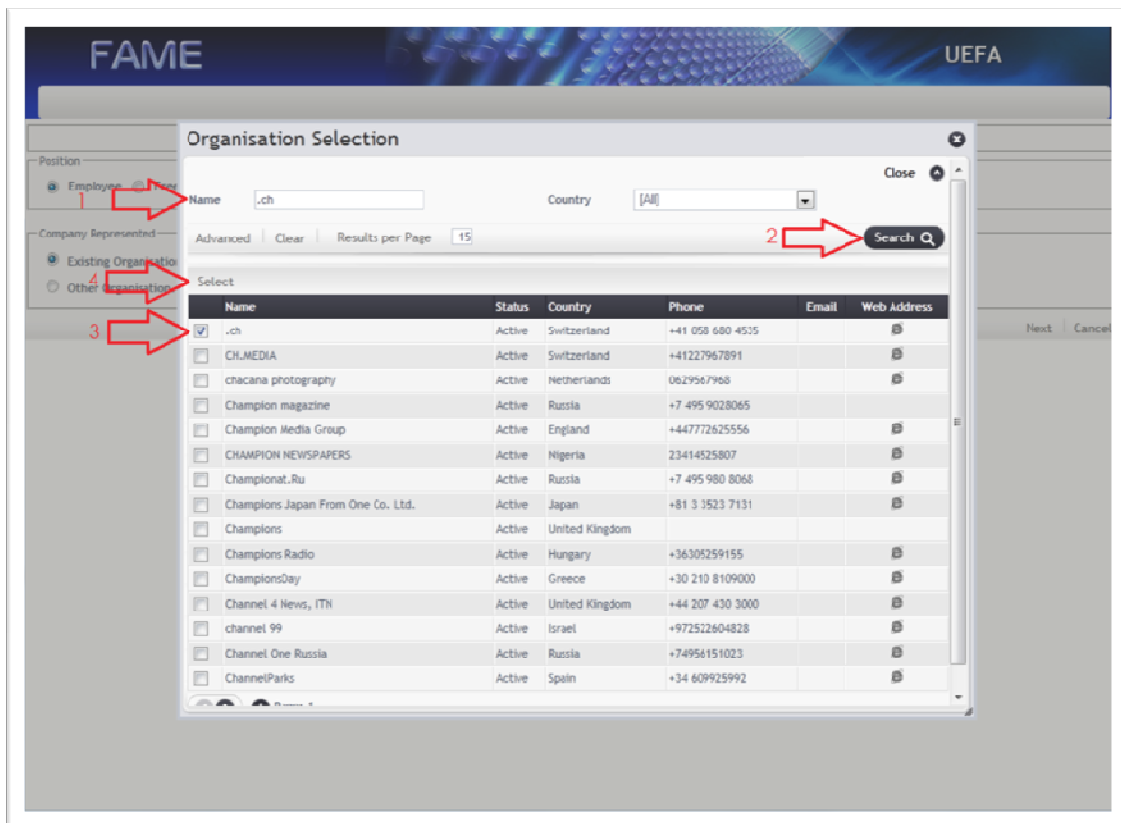 FAME
UEFA
Organisation Selection
Close
Position
Employee
1
Name .ch Country [All]
Company Represented
Advanced Clear Results per Page 15 2 Search
Existing Organisation
4 Select
Other Organisation
Name Status Country Phone Email Web Address
3 .ch Active Switzerland +41 058 680 4535
Next Cancel
CH.MEDIA Active Switzerland +41227967891
chacana photography Active Netherlands 0629567968
Champion magazine Active Russia +7 495 9028065
Champion Media Group Active England +447772625556
CHAMPION NEWSPAPERS Active Nigeria 23414525807
Championat.Ru Active Russia +7 495 980 8068
Champions Japan From One Co. Ltd. Active Japan +81 3 3523 7131
Champions Active United Kingdom
Champions Radio Active Hungary +36305259155
ChampionsDay Active Greece +30 210 8109000
Channel 4 News, ITN Active United Kingdom +44 207 430 3000
channel 99 Active Israel +972522604828
Channel One Russia Active Russia +74956151023
ChannelParks Active Spain +34 609925992